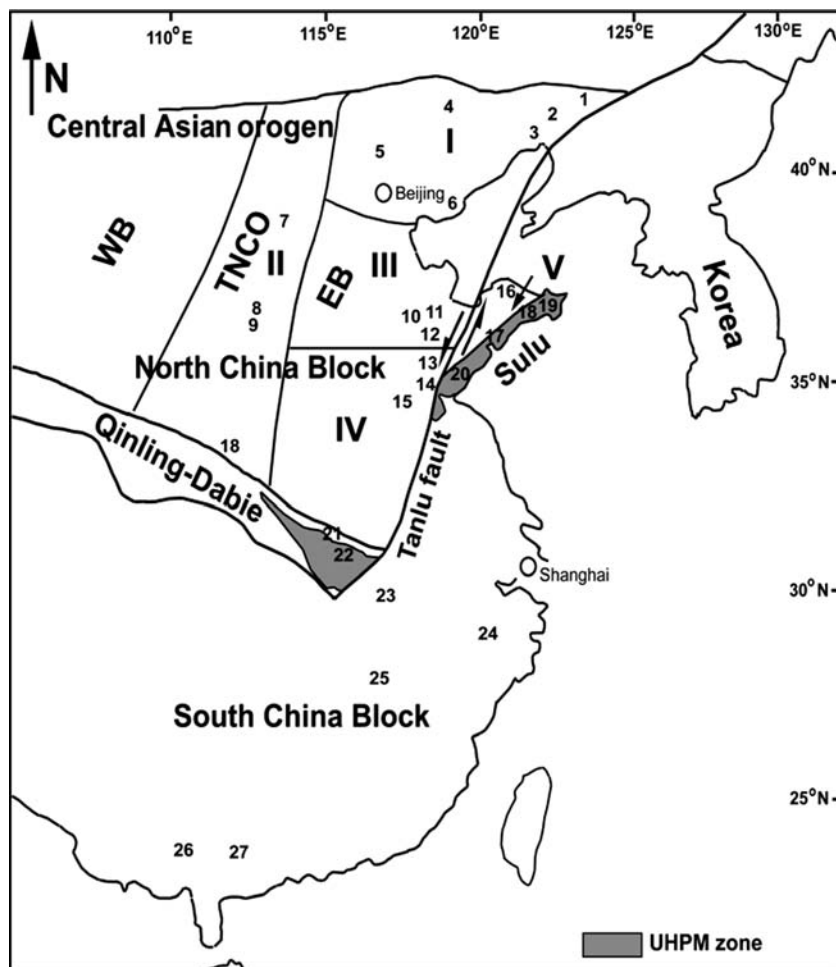 110°E 115°E 120°E 125°E 130°E
N
Central Asian orogen
1
2
3
4
5
I
40°N
Beijing
6
WB
TNCO
7
II
III
EB
V
Korea
8
9
10 11
12
16
18 19
17
North China Block
13
14
15
20
Sulu
35°N
IV
18
Qinling-Dabie
Tanlu fault
21
22
Shanghai
23
30°N
24
25
South China Block
25°N
26 27
UHPM zone